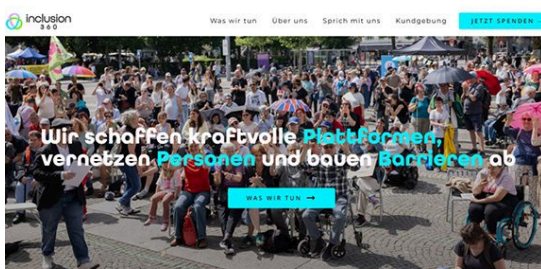 inclusion
360
Was wir tun Über uns Sprich mit uns Kundgebung JETZT SPENDEN
Wir schaffen kraftvolle Plattformen,
vernetzen Personen und bauen Barrieren ab
WAS WIR TUN →